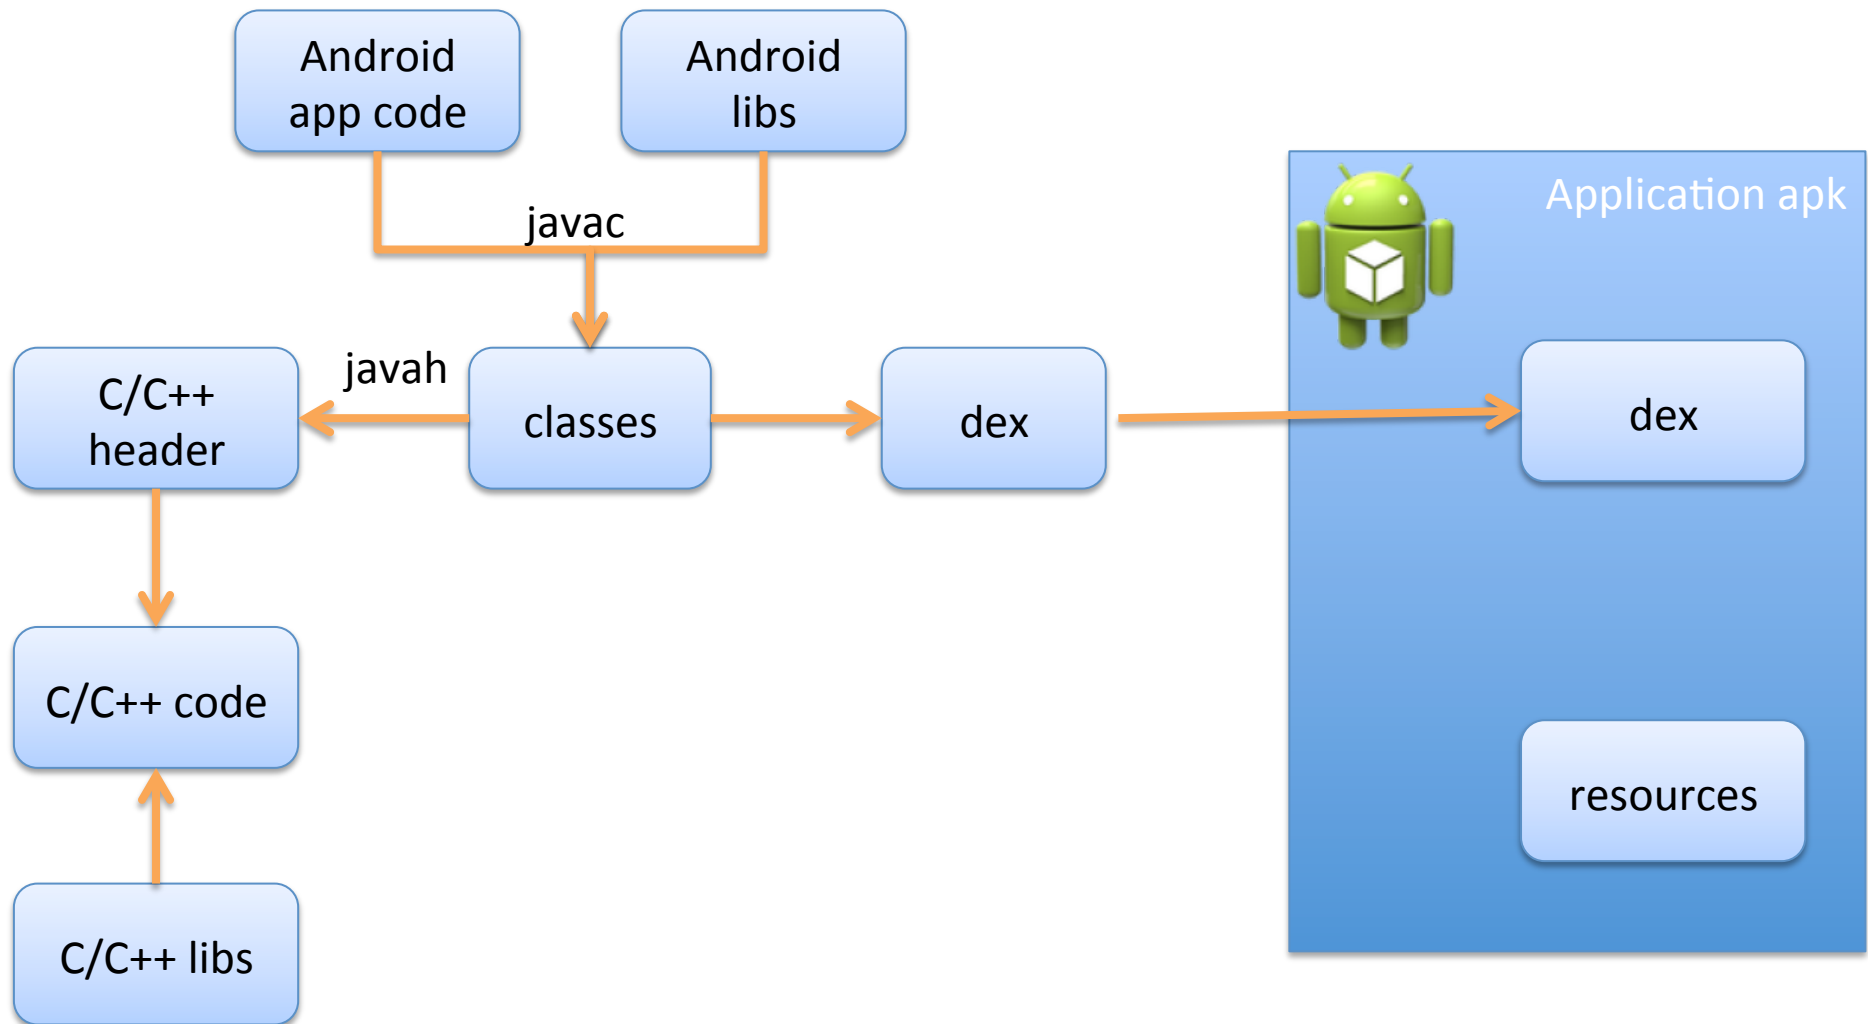 Android
app code
Android
libs
javac
Application apk
C/C++
header
javah
classes
dex
dex
C/C++ code
resources
C/C++ libs